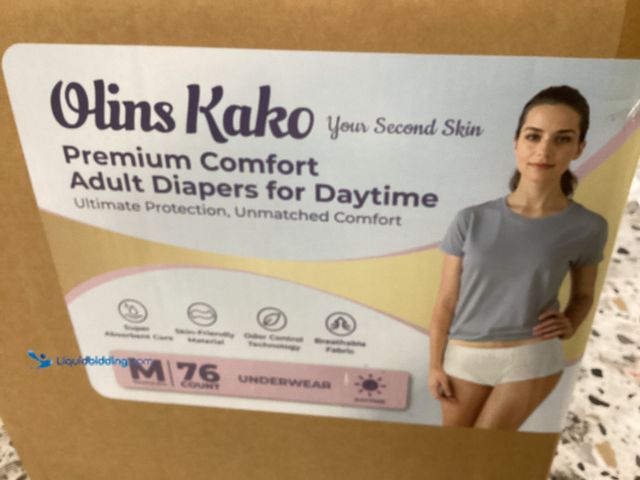 Olins Kako Your Second Skin
Premium Comfort
Adult Diapers for Daytime
Ultimate Protection, Unmatched Comfort
Super Absorbent Core
Skin-Friendly Material
Odor Control Technology
Breathable Fabric
Liquidbidding.com
M 76 COUNT UNDERWEAR DAYTIME